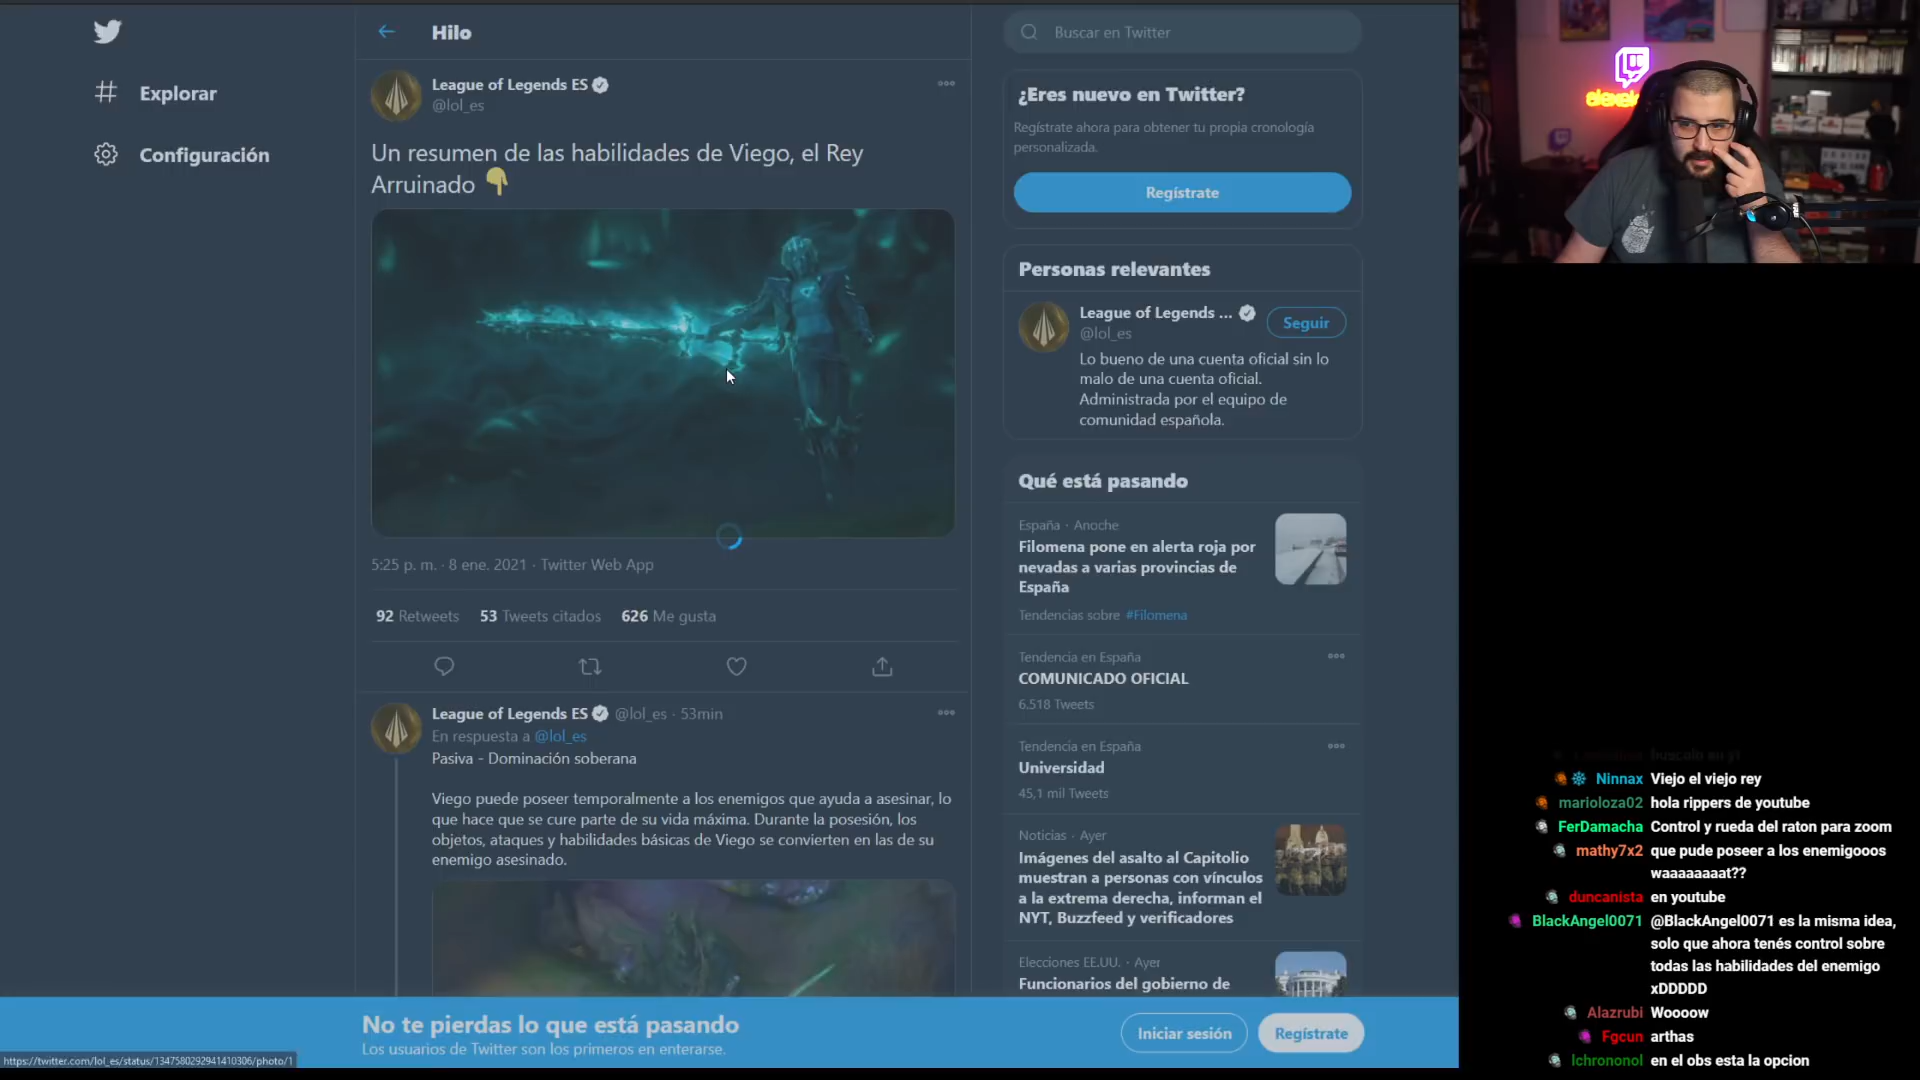 Explorar
Configuración
Hilo
League of Legends ES
@lol_es
Un resumen de las habilidades de Viego, el Rey
Arruinado
5:25 p. m. · 8 ene. 2021 · Twitter Web App
92 Retweets 53 Tweets citados 626 Me gusta
League of Legends ES @lol_es · 53min
En respuesta a @lol_es
Pasiva - Dominación soberana
Viego puede poseer temporalmente a los enemigos que ayuda a asesinar, lo
que hace que se cure parte de su vida máxima. Durante la posesión, los
objetos, ataques y habilidades básicas de Viego se convierten en las de su
enemigo asesinado.
Buscar en Twitter
¿Eres nuevo en Twitter?
Regístrate ahora para obtener tu propia cronología
personalizada.
Regístrate
Personas relevantes
League of Legends ...
@lol_es
Seguir
Lo bueno de una cuenta oficial sin lo
malo de una cuenta oficial.
Administrada por el equipo de
comunidad española.
Qué está pasando
España · Anoche
Filomena pone en alerta roja por
nevadas a varias provincias de
España
Tendencias sobre #Filomena
Tendencia en España
COMUNICADO OFICIAL
6.518 Tweets
Tendencia en España
Universidad
45,1 mil Tweets
Noticias · Ayer
Imágenes del asalto al Capitolio
muestran a personas con vínculos
a la extrema derecha, informan el
NYT, Buzzfeed y verificadores
Elecciones EE.UU. · Ayer
Funcionarios del gobierno de
No te pierdas lo que está pasando
Los usuarios de Twitter son los primeros en enterarse.
Iniciar sesión
Regístrate
https://twitter.com/lol_es/status/1347580292941410306/photo/1
Ninnax Viejo el viejo rey
marioloza02 hola rippers de youtube
FerDamacha Control y rueda del raton para zoom
mathy7x2 que pude poseer a los enemigooos
waaaaaaaat??
duncanista en youtube
BlackAngel0071 @BlackAngel0071 es la misma idea,
solo que ahora tenés control sobre
todas las habilidades del enemigo
xDDDDD
Alazrubi Woooow
Fgcun arthas
lchrononol en el obs esta la opcion